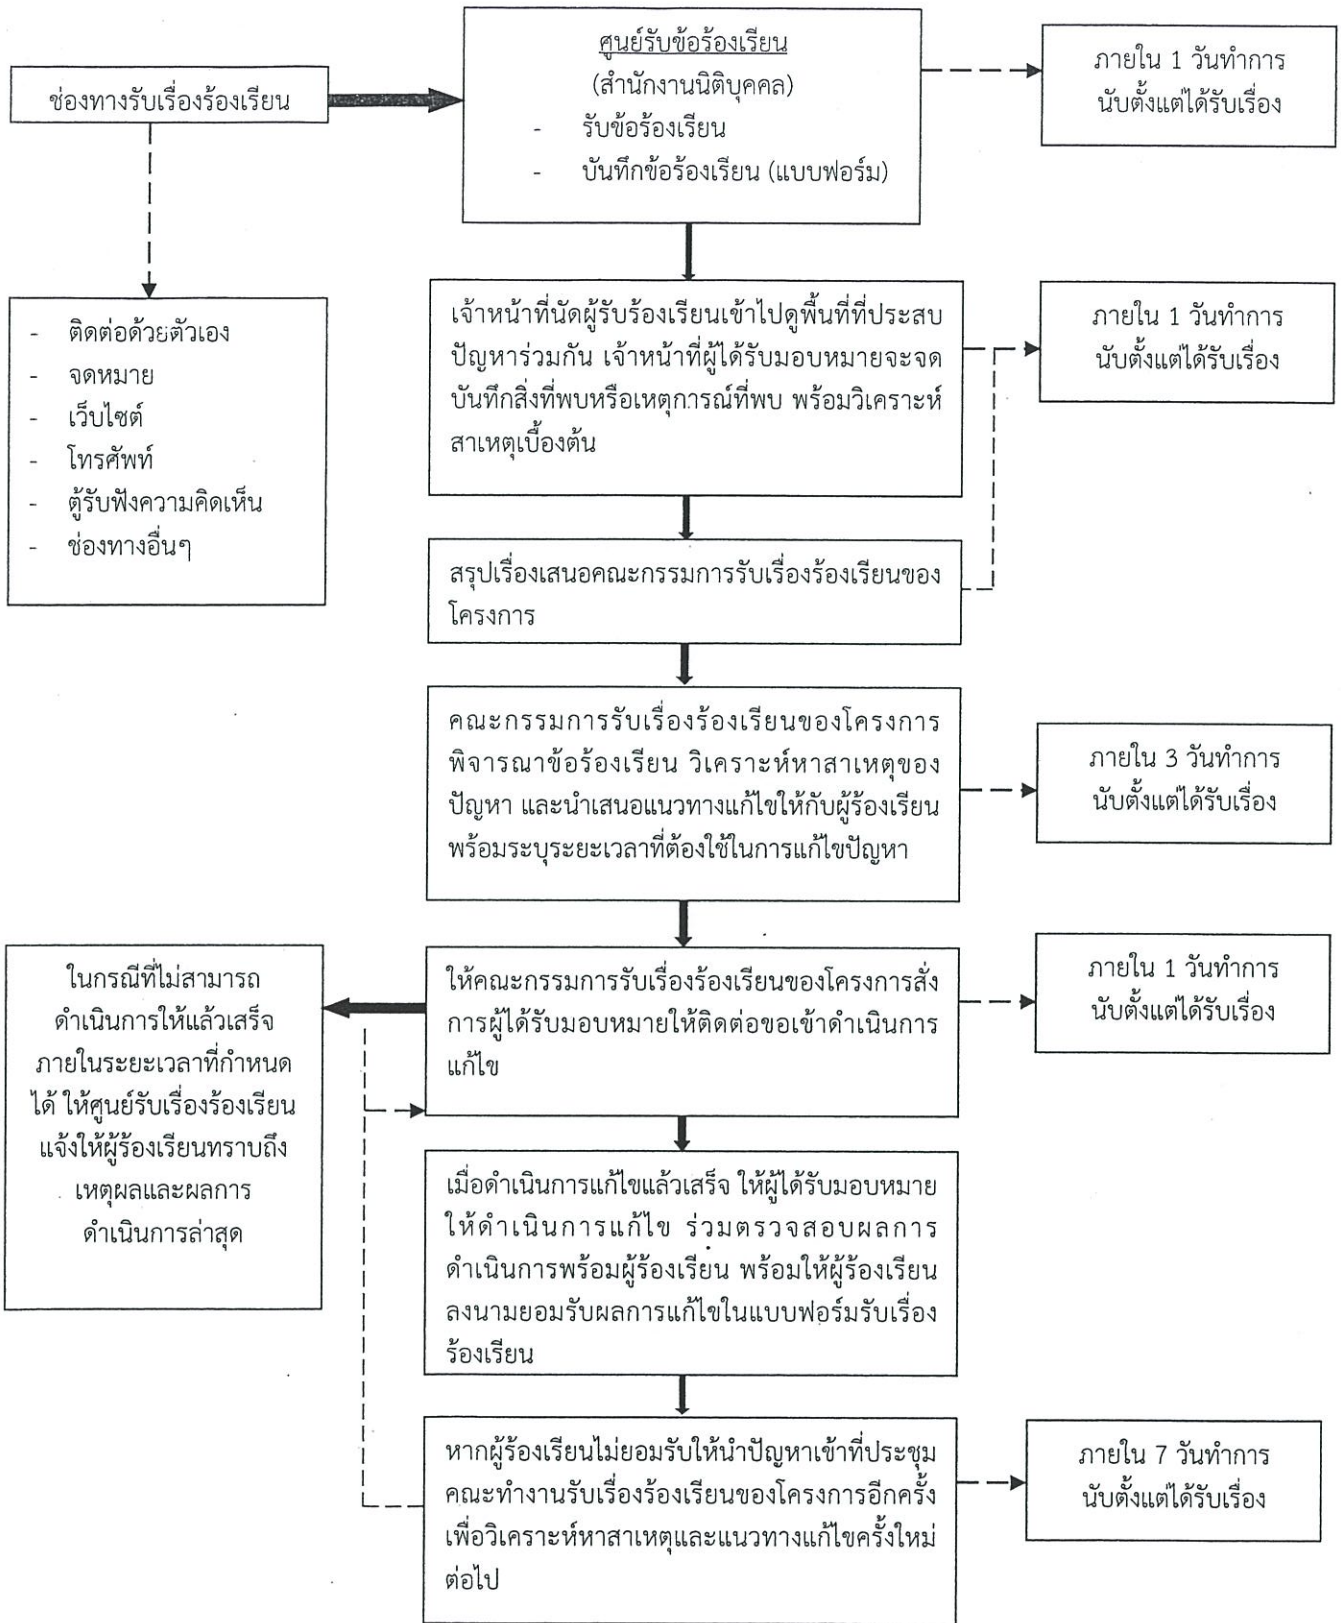 ช่องทางรับเรื่องร้องเรียน
ศูนย์รับข้อร้องเรียน
(สำนักงานนิติบุคคล)
- รับข้อร้องเรียน
- บันทึกข้อร้องเรียน (แบบฟอร์ม)
ภายใน 1 วันทำการ
นับตั้งแต่ได้รับเรื่อง
- ติดต่อด้วยตัวเอง
- จดหมาย
- เว็บไซต์
- โทรศัพท์
- ตู้รับฟังความคิดเห็น
- ช่องทางอื่นๆ
เจ้าหน้าที่นัดผู้รับร้องเรียนเข้าไปดูพื้นที่ที่ประสบ
ปัญหาร่วมกัน เจ้าหน้าที่ผู้ได้รับมอบหมายจะจด
บันทึกสิ่งที่พบหรือเหตุการณ์ที่พบ พร้อมวิเคราะห์
สาเหตุเบื้องต้น
ภายใน 1 วันทำการ
นับตั้งแต่ได้รับเรื่อง
สรุปเรื่องเสนอคณะกรรมการรับเรื่องร้องเรียนของ
โครงการ
คณะกรรมการรับเรื่องร้องเรียนของโครงการ
พิจารณาข้อร้องเรียน วิเคราะห์หาสาเหตุของ
ปัญหา และนำเสนอแนวทางแก้ไขให้กับผู้ร้องเรียน
พร้อมระบุระยะเวลาที่ต้องใช้ในการแก้ไขปัญหา
ภายใน 3 วันทำการ
นับตั้งแต่ได้รับเรื่อง
ให้คณะกรรมการรับเรื่องร้องเรียนของโครงการสั่ง
การผู้ได้รับมอบหมายให้ติดต่อขอเข้าดำเนินการ
แก้ไข
ภายใน 1 วันทำการ
นับตั้งแต่ได้รับเรื่อง
ในกรณีที่ไม่สามารถ
ดำเนินการให้แล้วเสร็จ
ภายในระยะเวลาที่กำหนด
ได้ ให้ศูนย์รับเรื่องร้องเรียน
แจ้งให้ผู้ร้องเรียนทราบถึง
เหตุผลและผลการ
ดำเนินการล่าสุด
เมื่อดำเนินการแก้ไขแล้วเสร็จ ให้ผู้ได้รับมอบหมาย
ให้ดำเนินการแก้ไข ร่วมตรวจสอบผลการ
ดำเนินการพร้อมผู้ร้องเรียน พร้อมให้ผู้ร้องเรียน
ลงนามยอมรับผลการแก้ไขในแบบฟอร์มรับเรื่อง
ร้องเรียน
หากผู้ร้องเรียนไม่ยอมรับให้นำปัญหาเข้าที่ประชุม
คณะทำงานรับเรื่องร้องเรียนของโครงการอีกครั้ง
เพื่อวิเคราะห์หาสาเหตุและแนวทางแก้ไขครั้งใหม่
ต่อไป
ภายใน 7 วันทำการ
นับตั้งแต่ได้รับเรื่อง